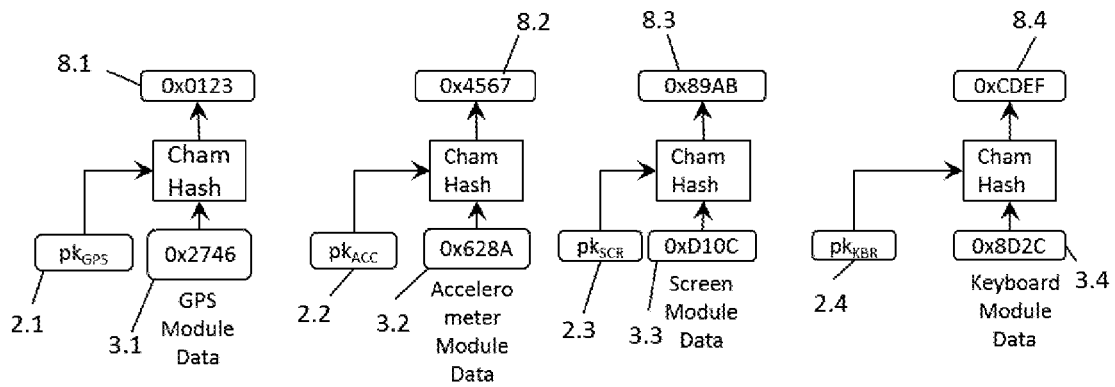 8.1
8.2
8.3
8.4
0x0123
0x4567
0x89AB
0xCDEF
Cham
Hash
Cham
Hash
Cham
Hash
Cham
Hash
pkGPS
0x2746
pkACC
0x628A
pkSCR
0xD10C
pkKBR
0x8D2C
2.1
3.1
GPS
Module
Data
2.2
3.2
Accelero
meter
Module
Data
2.3
3.3
Screen
Module
Data
2.4
Keyboard
Module
Data
3.4